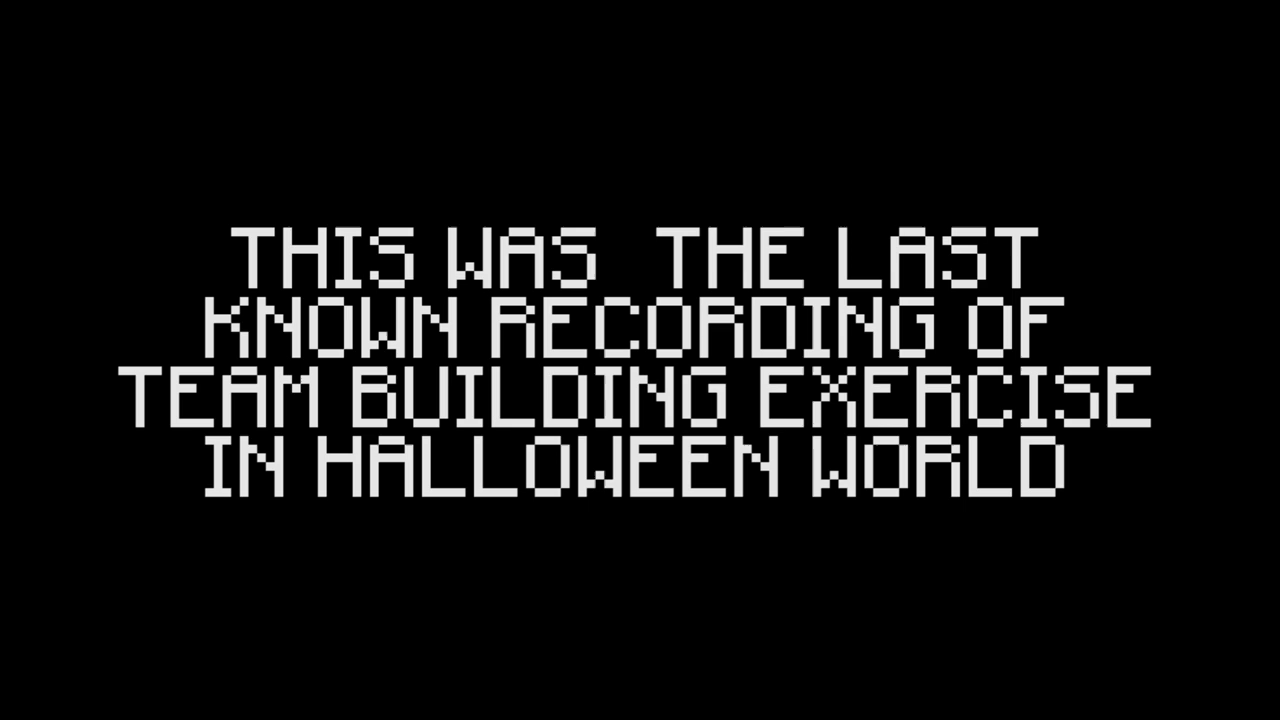 THIS WAS  THE LAST
KNOWN RECORDING OF
TEAM BUILDING EXERCISE
IN HALLOWEEN WORLD